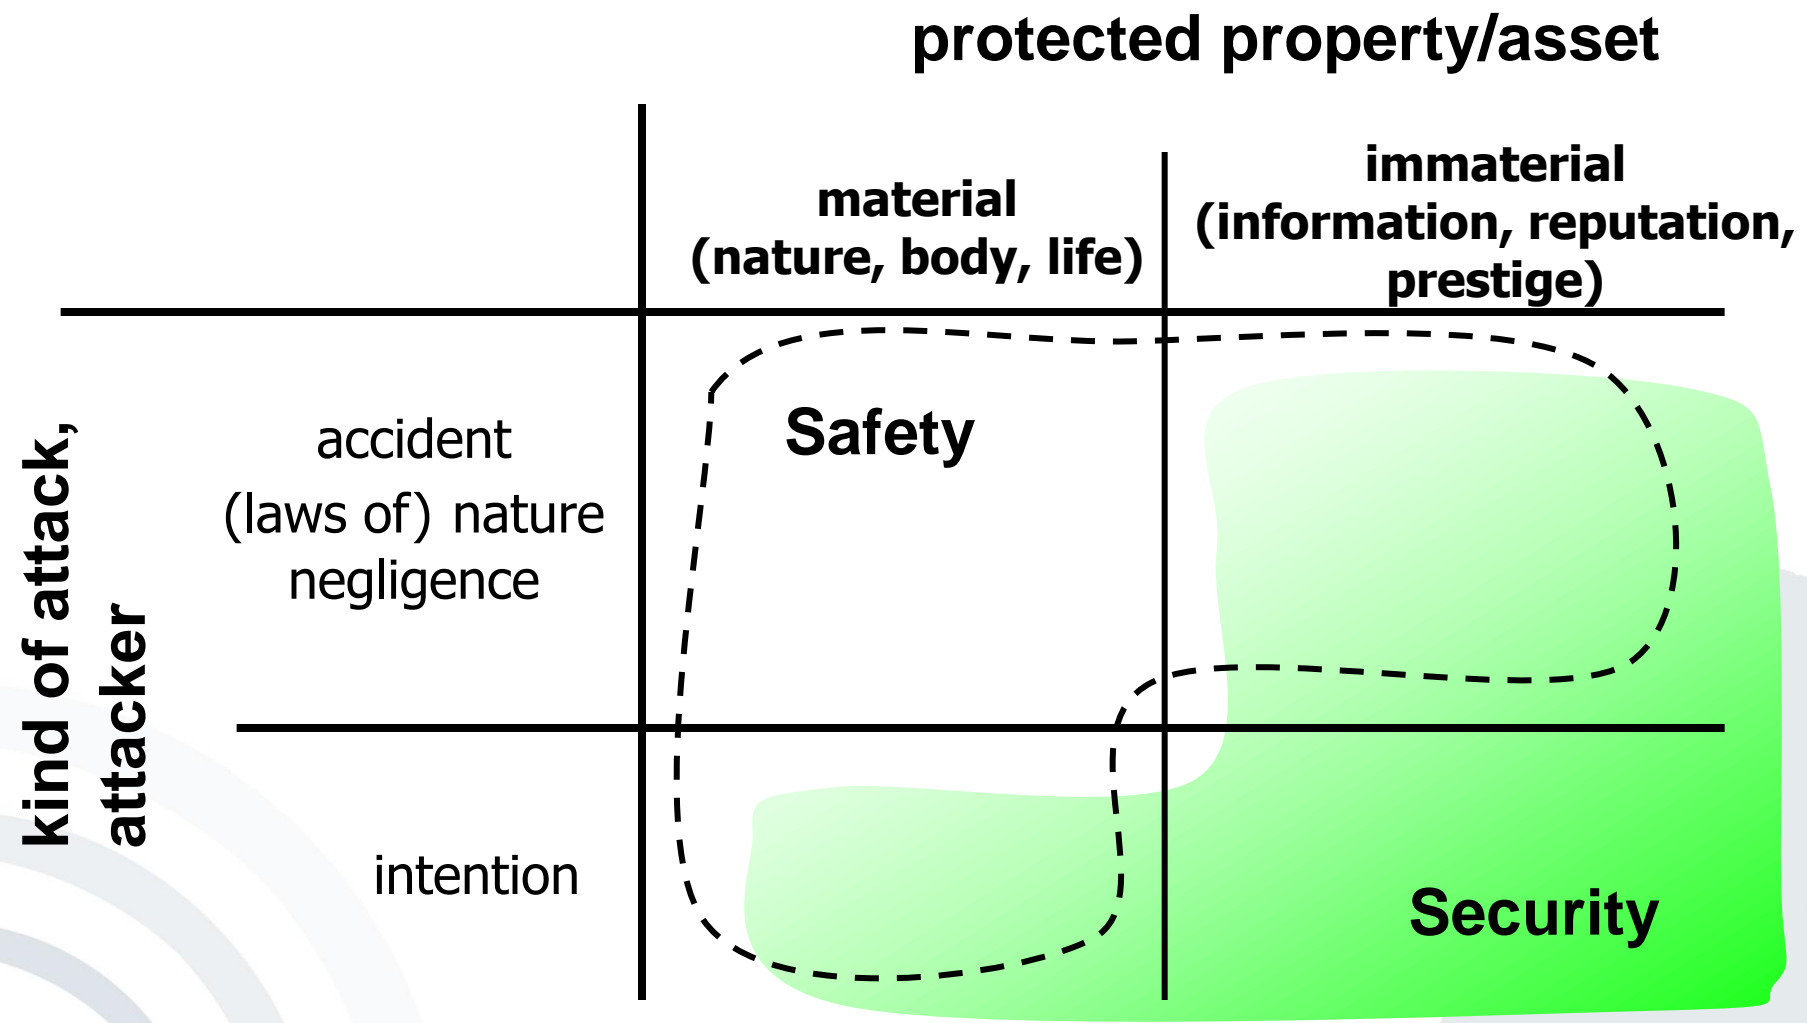 protected property/asset
material
(nature, body, life)
immaterial
(information, reputation,
prestige)
kind of attack,
attacker
accident
(laws of) nature
negligence
Safety
intention
Security